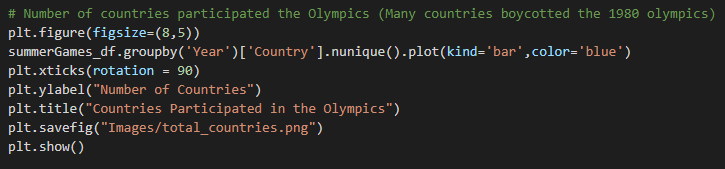 # Number of countries participated the Olympics (Many countries boycotted the 1980 olympics)
plt.figure(figsize=(8,5))
summerGames_df.groupby('Year')['Country'].nunique().plot(kind='bar',color='blue')
plt.xticks(rotation = 90)
plt.ylabel("Number of Countries")
plt.title("Countries Participated in the Olympics")
plt.savefig("Images/total_countries.png")
plt.show()